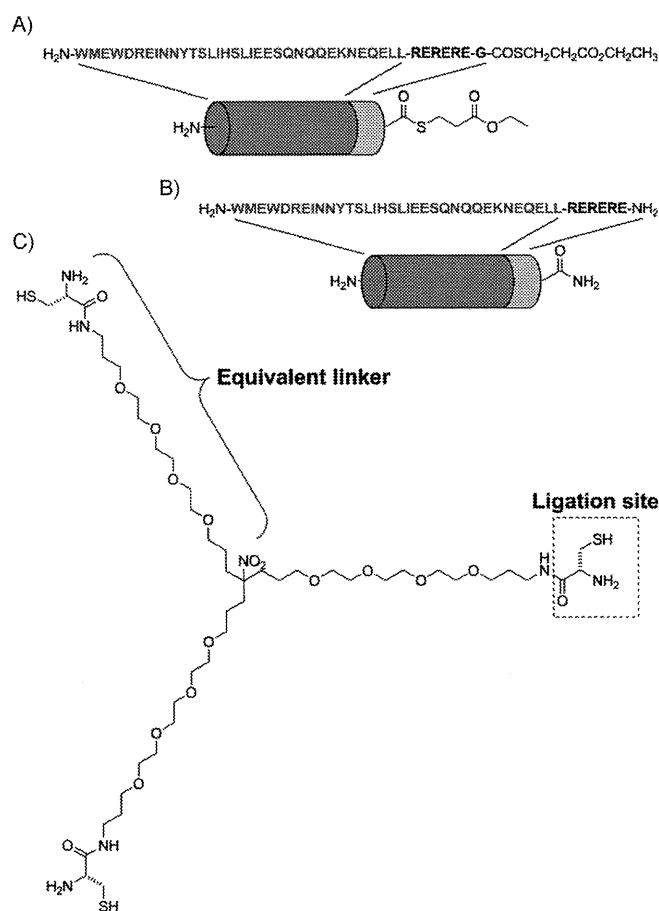 A)
H₂N-WMEWDREINNYTSLIHSLIEESQNQQEKNEQELL-RERERE-G-COSCH₂CH₂CO₂CH₂CH₃
H₂N
O
S
O
O
B)
H₂N-WMEWDREINNYTSLIHSLIEESQNQQEKNEQELL-RERERE-NH₂
H₂N
O
NH₂
C)
NH₂
HS
O
HN
Equivalent linker
O
O
O
O
Ligation site
SH
NO₂
O
O
O
O
H
N
O
NH₂
O
O
O
O
O
NH
H₂N
SH